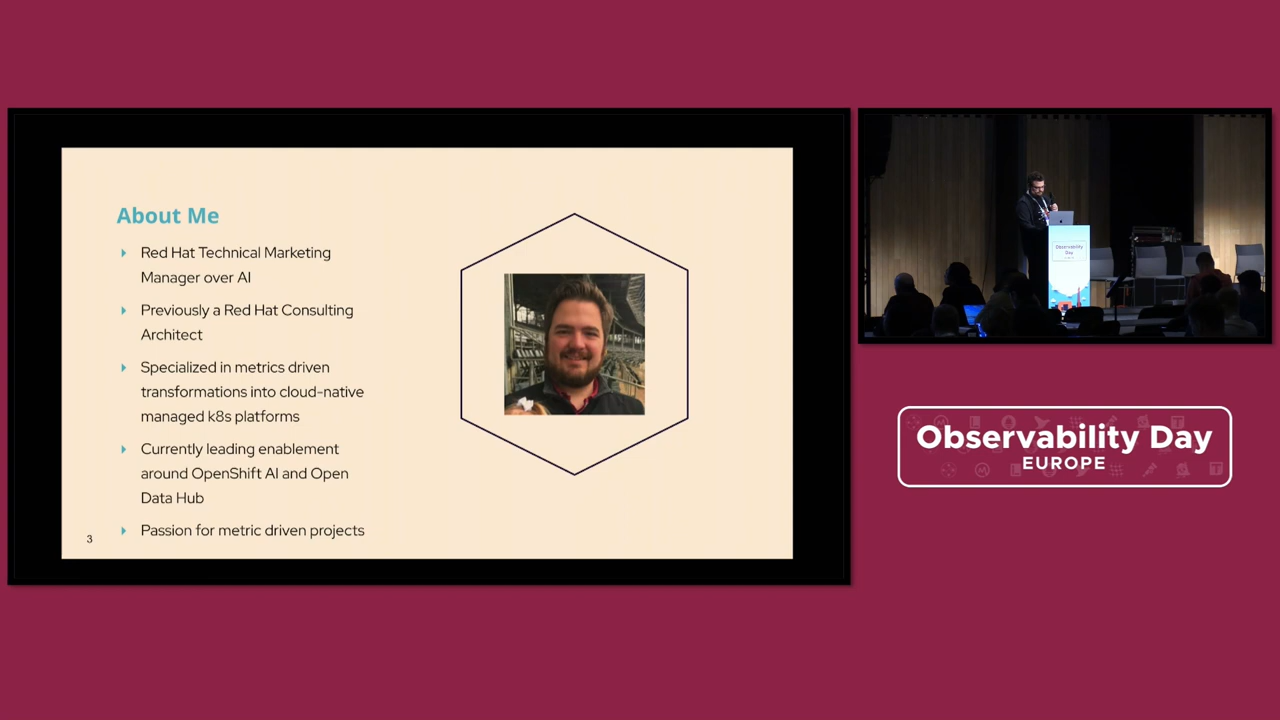 About Me
Red Hat Technical Marketing
Manager over AI
Previously a Red Hat Consulting
Architect
Specialized in metrics driven
transformations into cloud-native
managed k8s platforms
Currently leading enablement
around OpenShift AI and Open
Data Hub
Passion for metric driven projects
3
Observability
Day
Observability Day
EUROPE